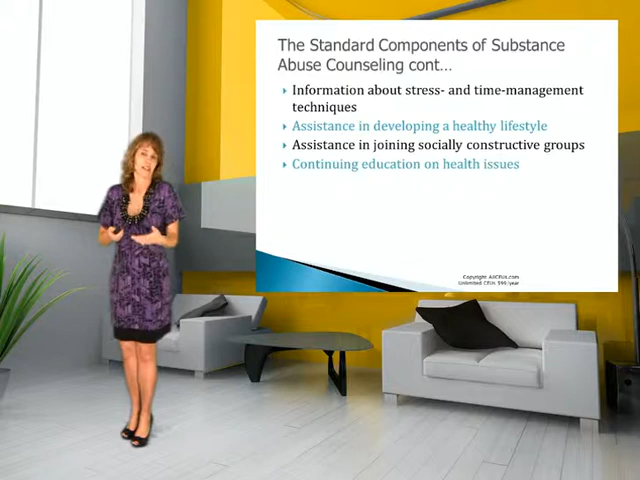 The Standard Components of Substance
Abuse Counseling cont...
Information about stress- and time-management
techniques
Assistance in developing a healthy lifestyle
Assistance in joining socially constructive groups
Continuing education on health issues
Copyright AllCEUs.com
Unlimited CEUs $99/year